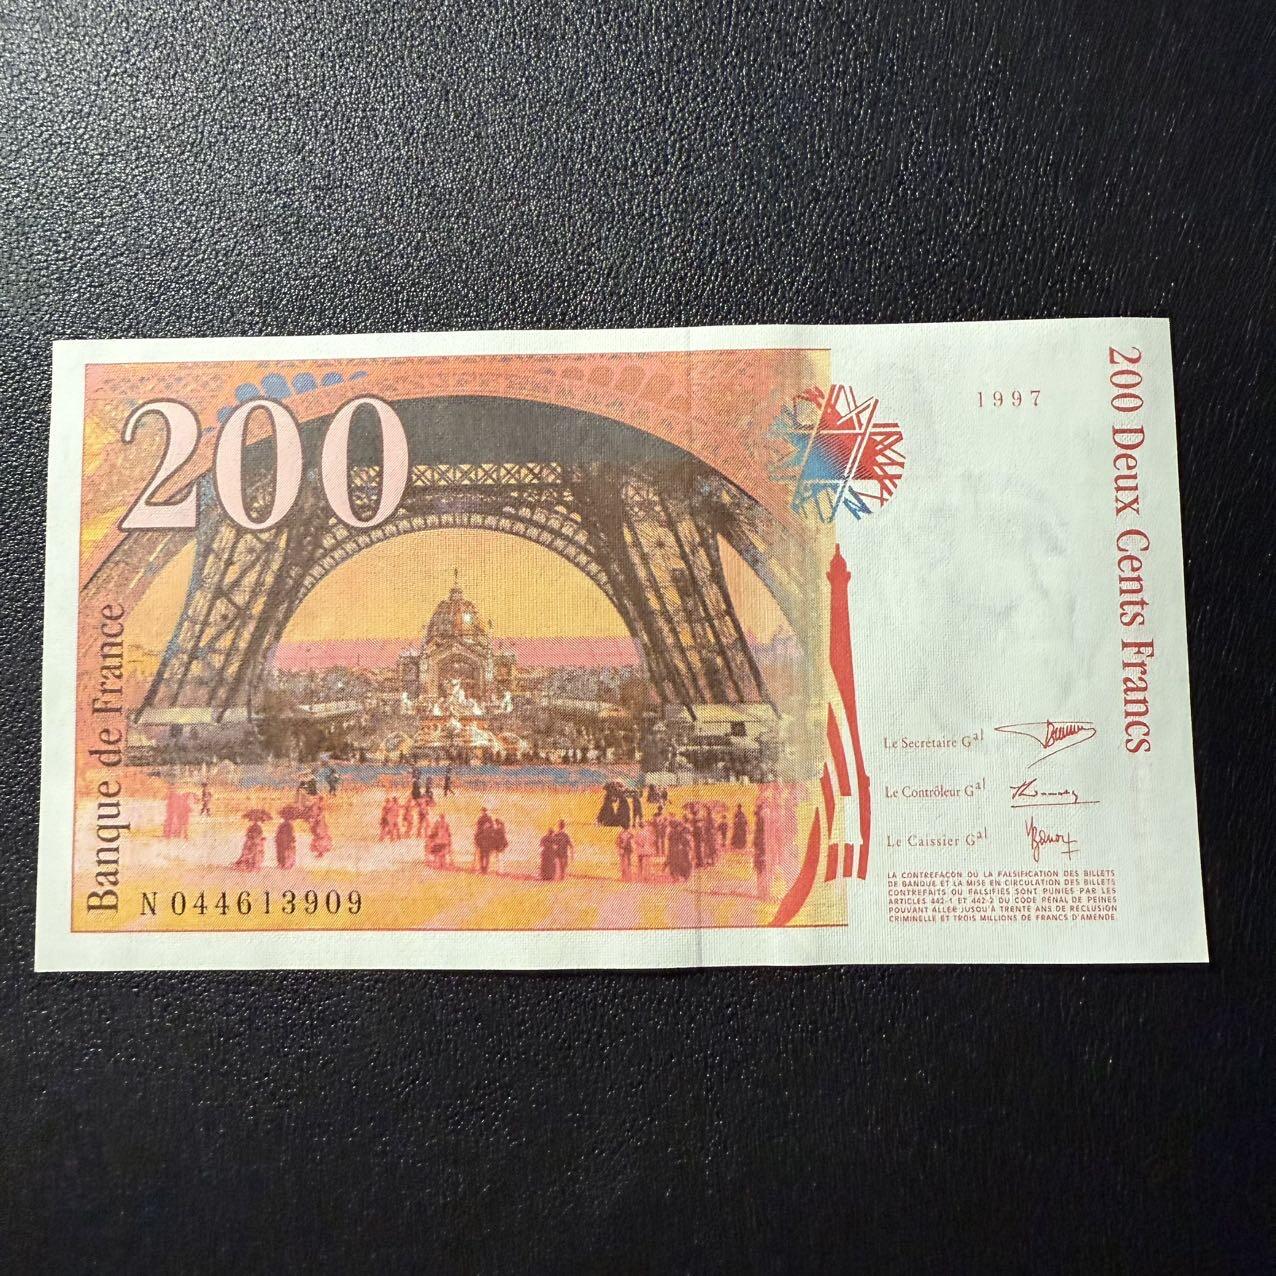 200
1997
200 Deux Cents Francs
Banque de France
Le Secretaire Gal
Le Contrôleur Gal
Le Caissier Gal
LA CONTREFAÇON OU LA FALSIFICATION DES BILLETS
DE BANQUE ET LA MISE EN CIRCULATION DES BILLETS
CONTREFAITS OU FALSIFIÉS SONT PUNIES PAR LES
ARTICLES 442-1 ET 442-2 DU CODE PÉNAL DE PEINES
POUVANT ALLER JUSQU'À TRENTE ANS DE RÉCLUSION
CRIMINELLE ET TROIS MILLIONS DE FRANCS D'AMENDE.
N 044613909